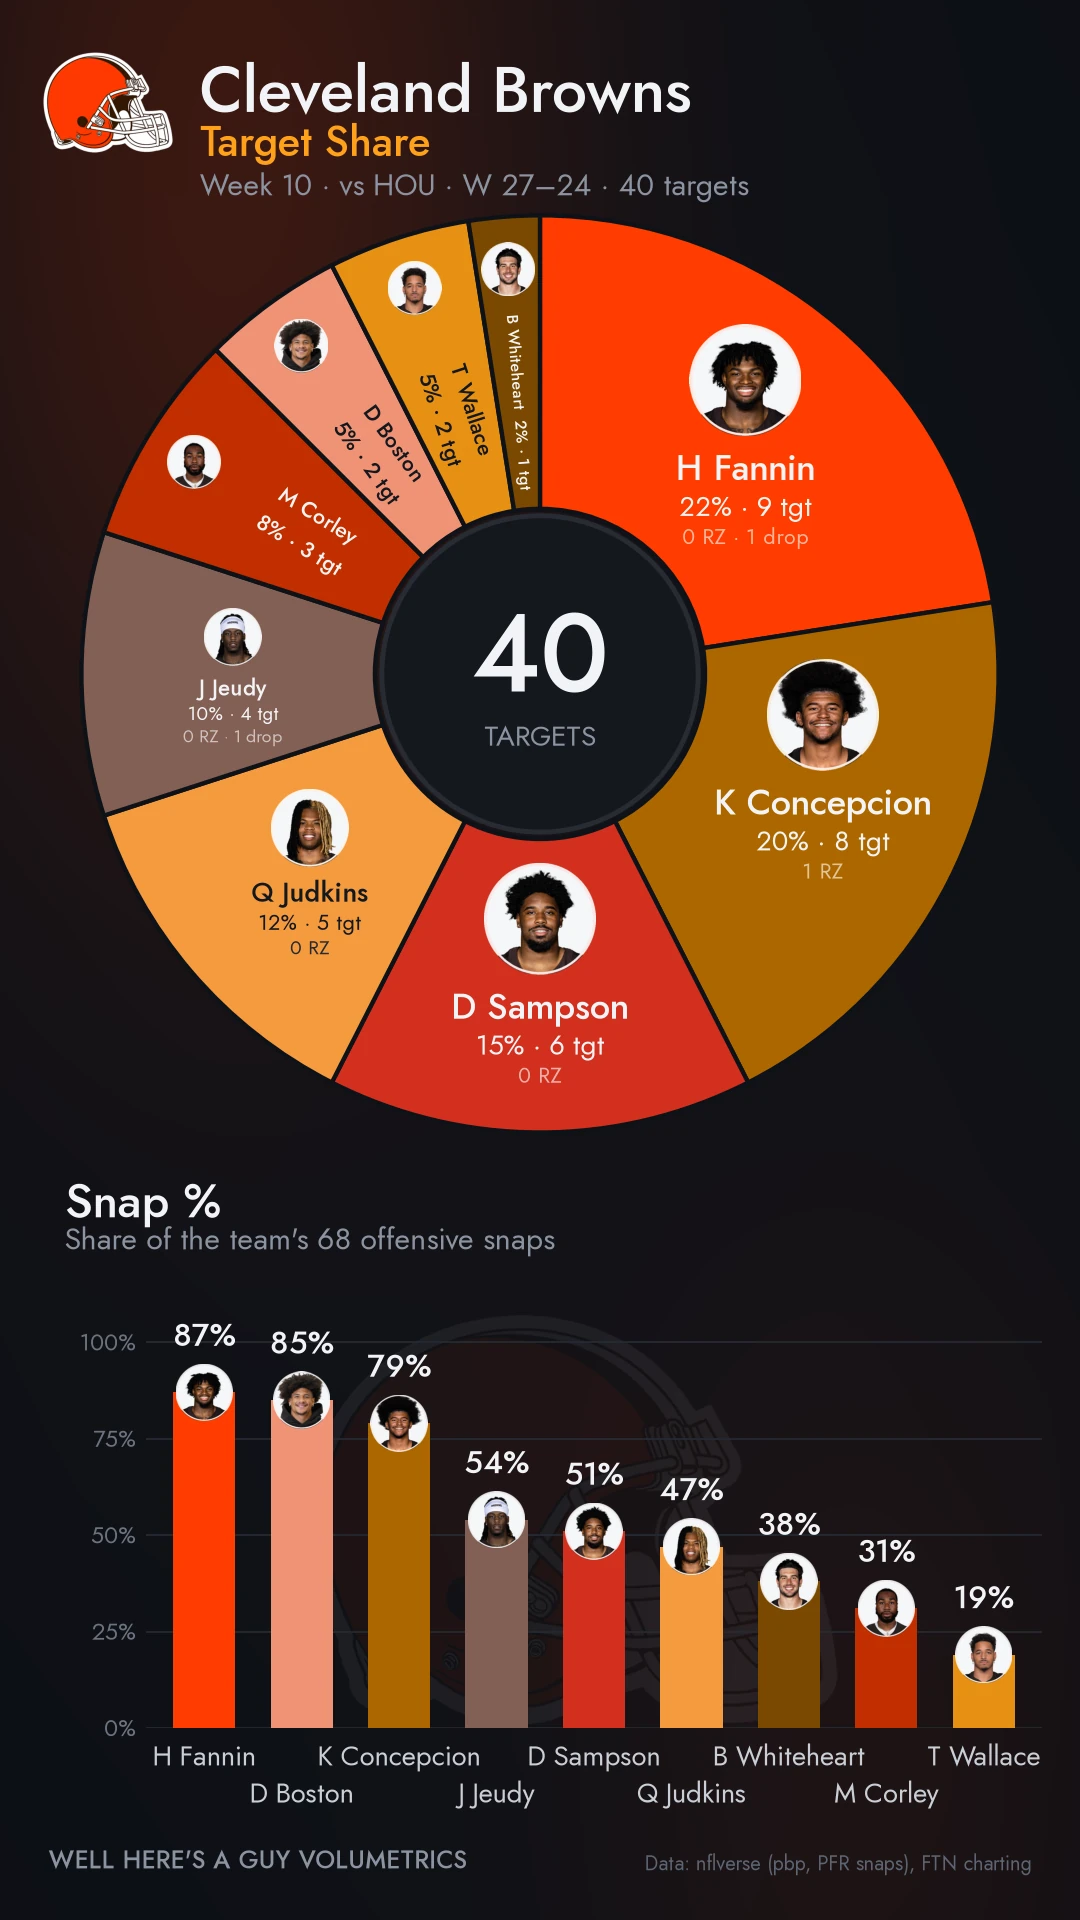 Cleveland Browns
Target Share
Week 10 · vs HOU · W 27–24 · 40 targets
H Fannin
22% · 9 tgt
0 RZ · 1 drop
K Concepcion
20% · 8 tgt
1 RZ
D Sampson
15% · 6 tgt
0 RZ
Q Judkins
12% · 5 tgt
0 RZ
J Jeudy
10% · 4 tgt
0 RZ · 1 drop
M Corley
8% · 3 tgt
D Boston
5% · 2 tgt
T Wallace
5% · 2 tgt
B Whiteheart 2% · 1 tgt
40
TARGETS
Snap %
Share of the team's 68 offensive snaps
100%
75%
50%
25%
0%
87%
85%
79%
54%
51%
47%
38%
31%
19%
H Fannin
D Boston
K Concepcion
J Jeudy
D Sampson
Q Judkins
B Whiteheart
M Corley
T Wallace
WELL HERE'S A GUY VOLUMETRICS
Data: nflverse (pbp, PFR snaps), FTN charting